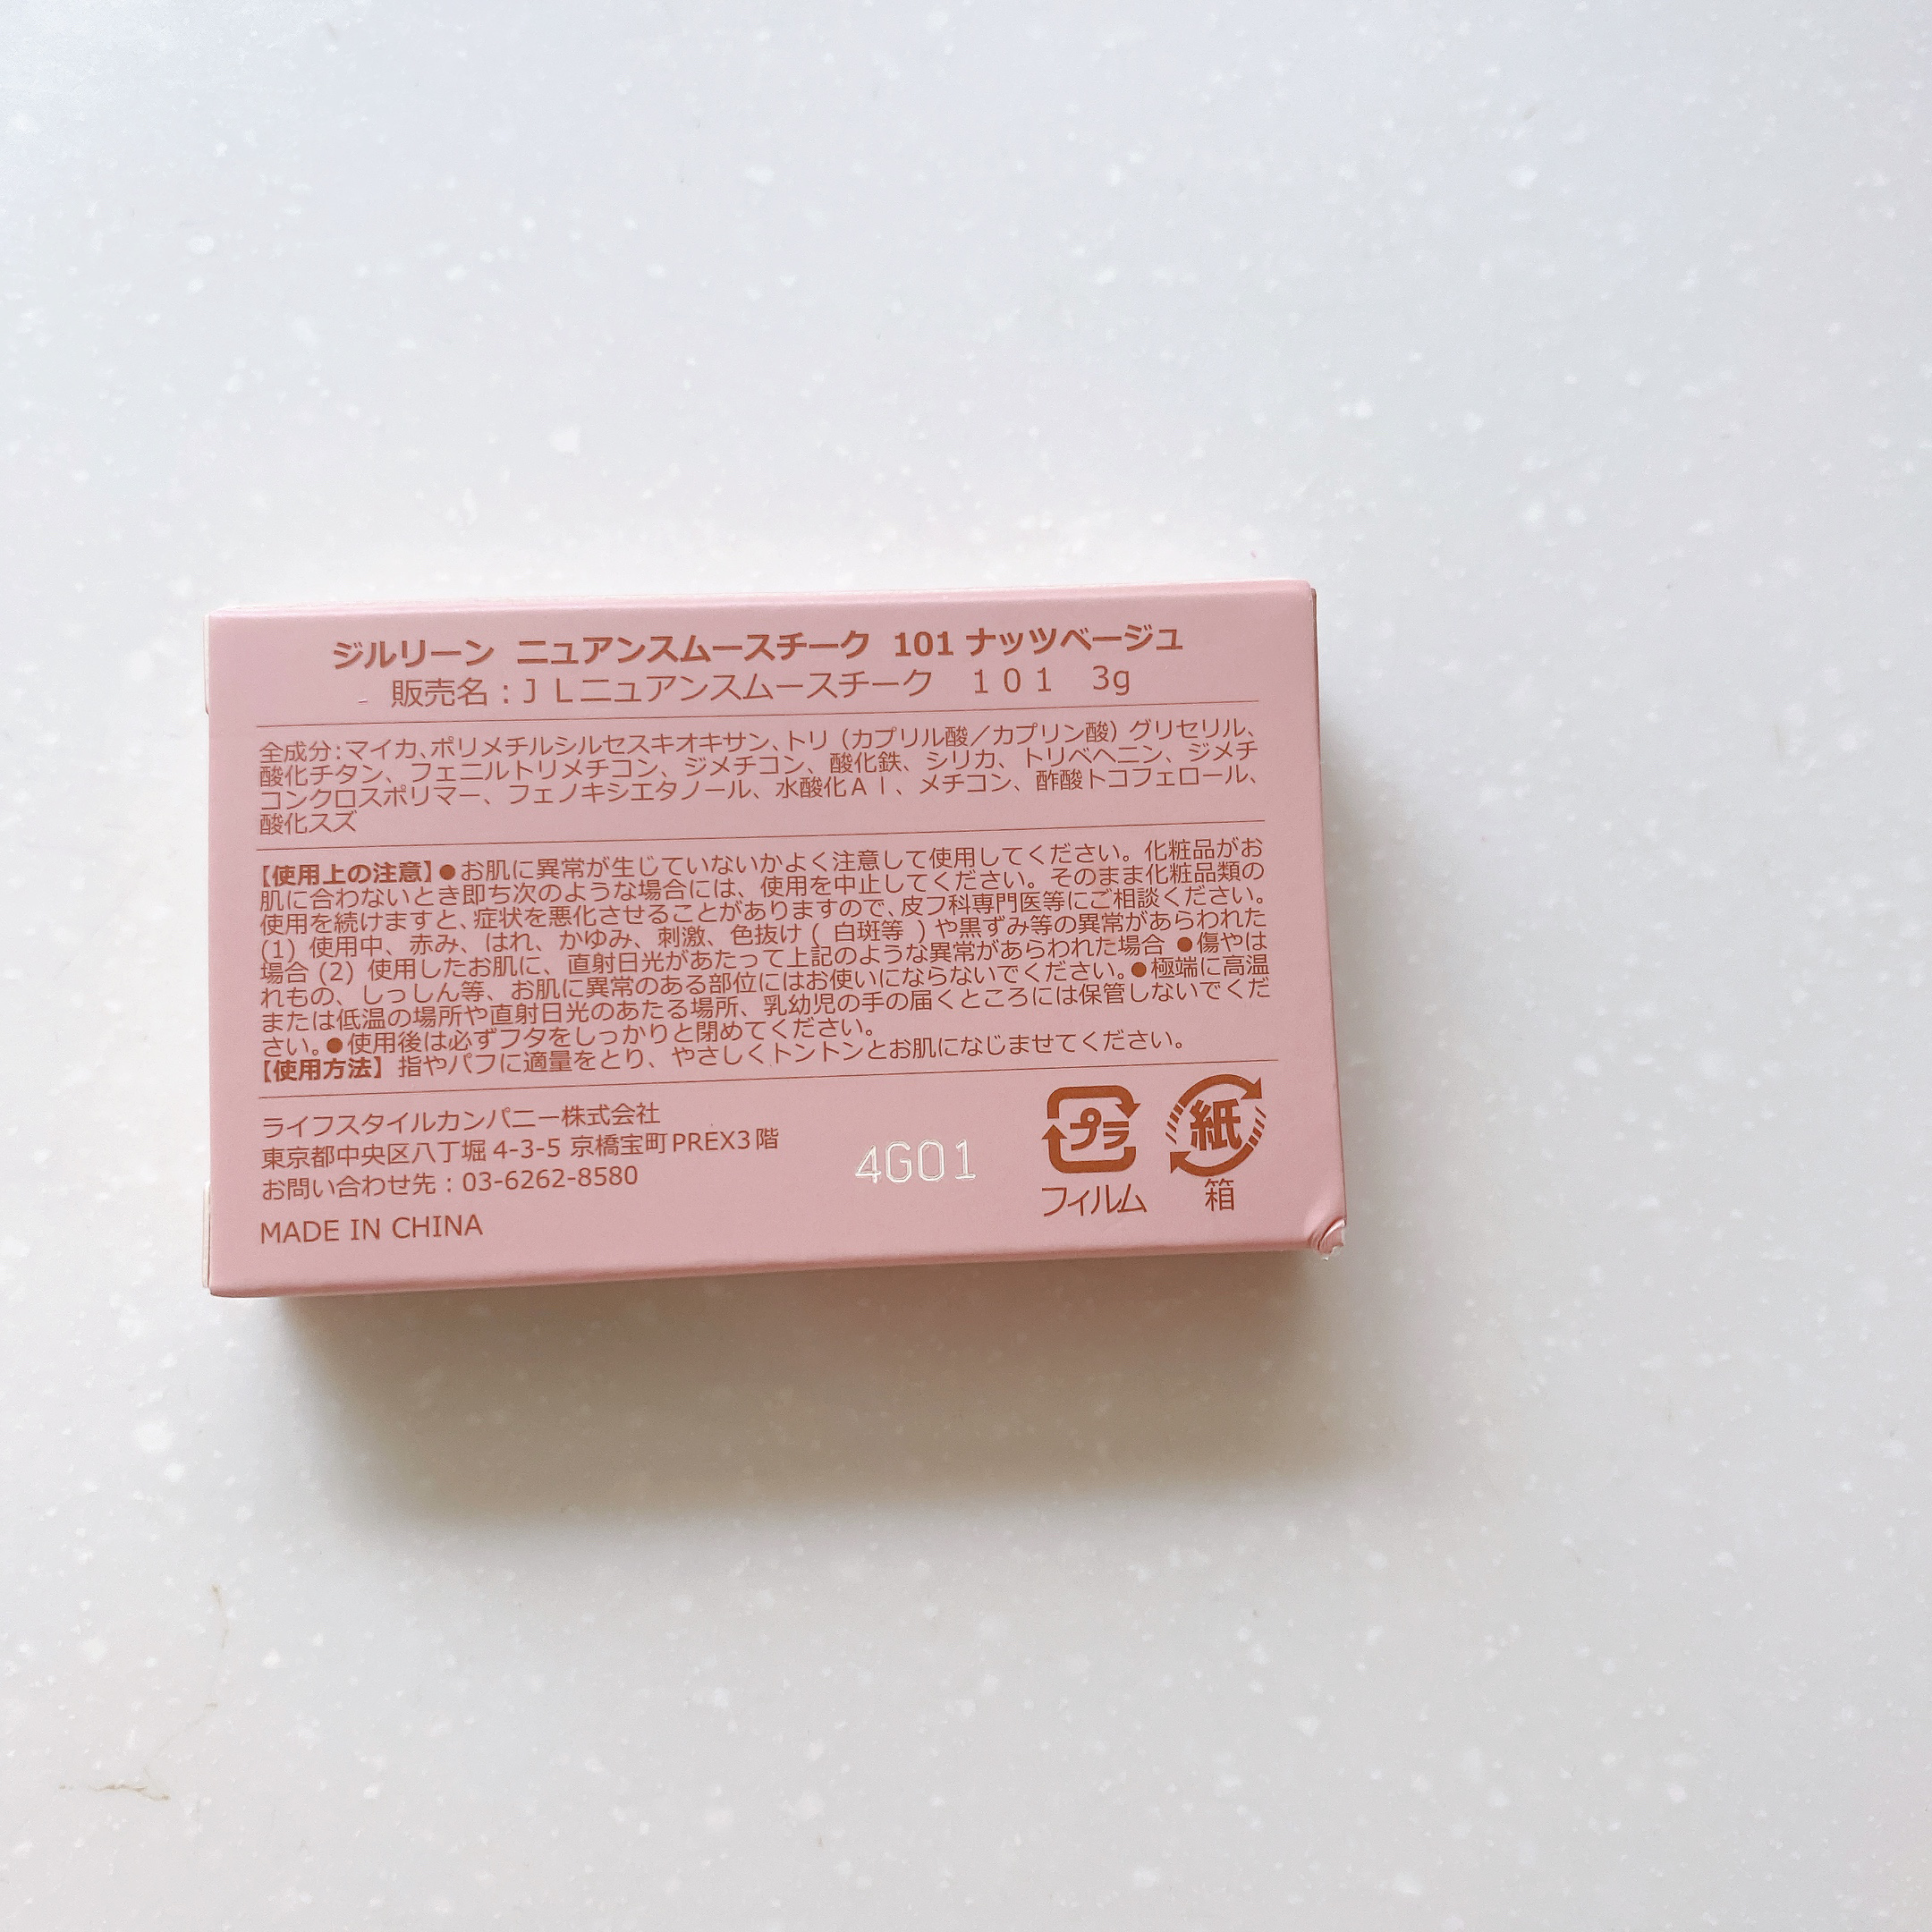 ジルリーン ニュアンスムースチーク 101 ナッツベージュ
販売名：ＪＬニュアンスムースチーク １０１ 3g
全成分：マイカ、ポリメチルシルセスキオキサン、トリ（カプリル酸／カプリン酸）グリセリル、
酸化チタン、フェニルトリメチコン、ジメチコン、酸化鉄、シリカ、トリベヘニン、ジメチ
コンクロスポリマー、フェノキシエタノール、水酸化Ａｌ、メチコン、酢酸トコフェロール、
酸化スズ
【使用上の注意】●お肌に異常が生じていないかよく注意して使用してください。化粧品がお
肌に合わないとき即ち次のような場合には、使用を中止してください。そのまま化粧品類の
使用を続けますと、症状を悪化させることがありますので、皮フ科専門医等にご相談ください。
(1) 使用中、赤み、はれ、かゆみ、刺激、色抜け ( 白斑等 ) や黒ずみ等の異常があらわれた
場合 (2) 使用したお肌に、直射日光があたって上記のような異常があらわれた場合 ●傷やは
れもの、しっしん等、お肌に異常のある部位にはお使いにならないでください。●極端に高温
または低温の場所や直射日光のあたる場所、乳幼児の手の届くところには保管しないでくだ
さい。●使用後は必ずフタをしっかりと閉めてください。
【使用方法】指やパフに適量をとり、やさしくトントンとお肌になじませてください。
ライフスタイルカンパニー株式会社
東京都中央区八丁堀 4-3-5 京橋宝町PREX3階
お問い合わせ先：03-6262-8580
MADE IN CHINA
4G01
プラ
フィルム
紙
箱